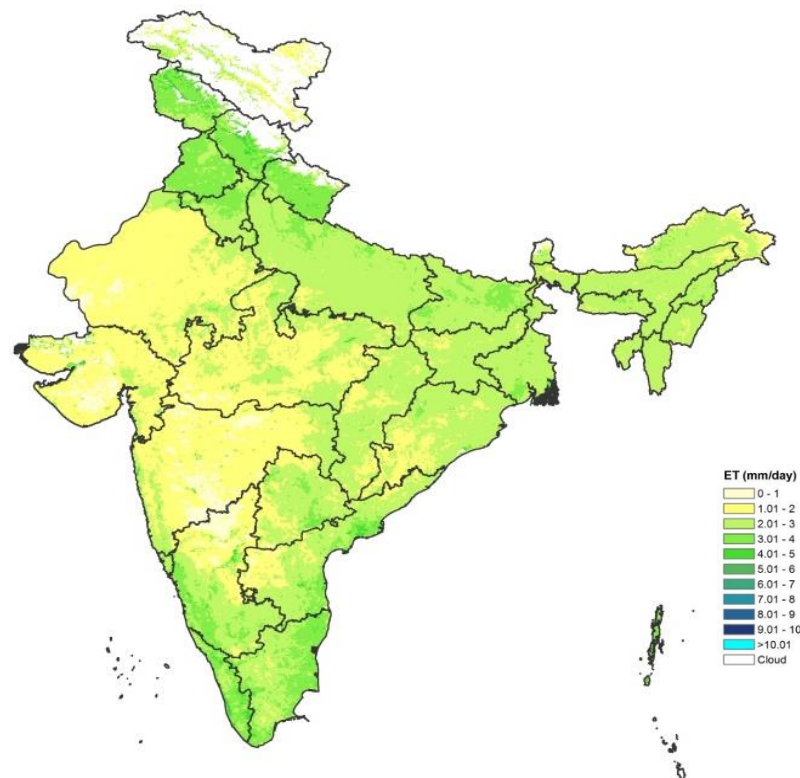 ET (mm/day)
0 - 1
1.01 - 2
2.01 - 3
3.01 - 4
4.01 - 5
5.01 - 6
6.01 - 7
7.01 - 8
8.01 - 9
9.01 - 10
>10.01
Cloud